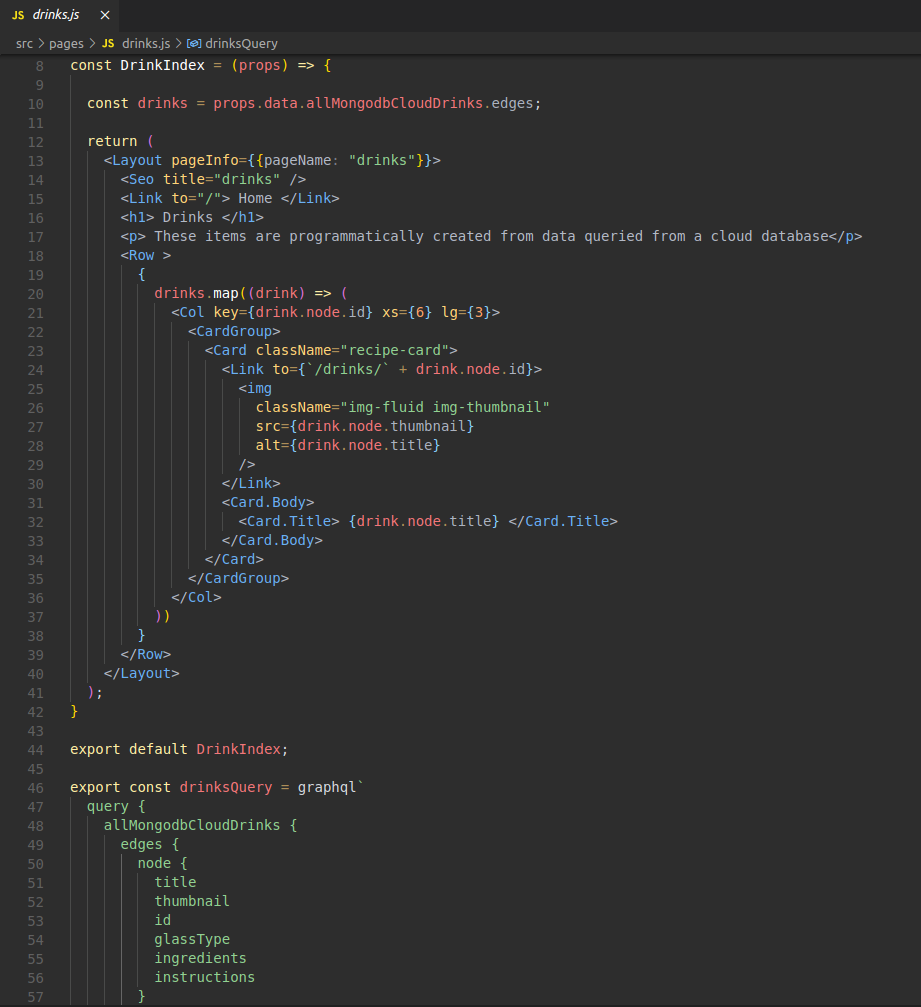 JS drinks.js ×
src > pages > JS drinks.js > drinksQuery
8 const DrinkIndex = (props) => {
9
10   const drinks = props.data.allMongodbCloudDrinks.edges;
11
12   return (
13     <Layout pageInfo={{pageName: "drinks"}}>
14       <Seo title="drinks" />
15       <Link to="/"> Home </Link>
16       <h1> Drinks </h1>
17       <p> These items are programmatically created from data queried from a cloud database</p>
18       <Row >
19         {
20           drinks.map((drink) => (
21             <Col key={drink.node.id} xs={6} lg={3}>
22               <CardGroup>
23                 <Card className="recipe-card">
24                   <Link to={`/drinks/` + drink.node.id}>
25                     <img
26                       className="img-fluid img-thumbnail"
27                       src={drink.node.thumbnail}
28                       alt={drink.node.title}
29                     />
30                   </Link>
31                   <Card.Body>
32                     <Card.Title> {drink.node.title} </Card.Title>
33                   </Card.Body>
34                 </Card>
35               </CardGroup>
36             </Col>
37           ))
38         }
39       </Row>
40     </Layout>
41   );
42 }
43
44 export default DrinkIndex;
45
46 export const drinksQuery = graphql`
47   query {
48     allMongodbCloudDrinks {
49       edges {
50         node {
51           title
52           thumbnail
53           id
54           glassType
55           ingredients
56           instructions
57         }